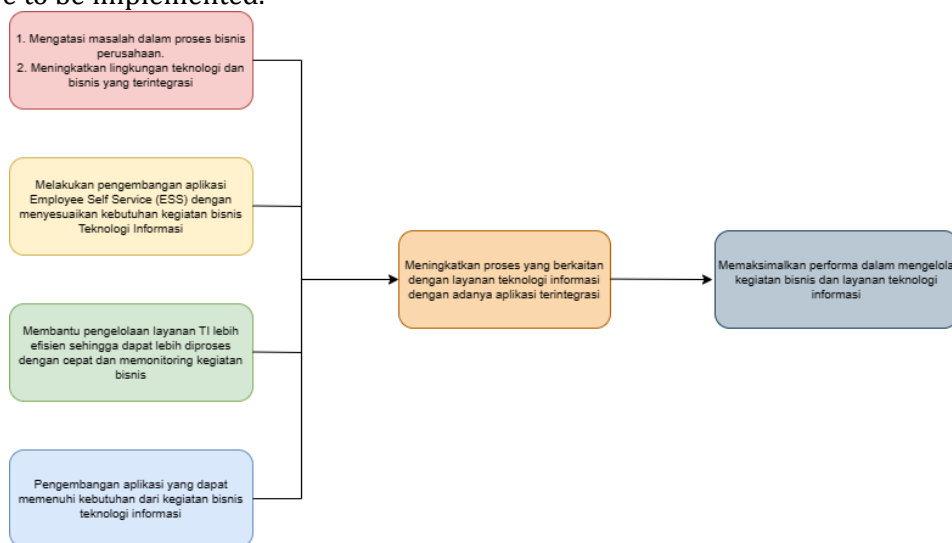 e to be implemented.
1. Mengatasi masalah dalam proses bisnis
perusahaan.
2. Meningkatkan lingkungan teknologi dan
bisnis yang terintegrasi
Melakukan pengembangan aplikasi
Employee Self Service (ESS) dengan
menyesuaikan kebutuhan kegiatan bisnis
Teknologi Informasi
Membantu pengelolaan layanan TI lebih
efisien sehingga dapat lebih diproses
dengan cepat dan memonitoring kegiatan
bisnis
Pengembangan aplikasi yang dapat
memenuhi kebutuhan dari kegiatan bisnis
teknologi informasi
Meningkatkan proses yang berkaitan
dengan layanan teknologi informasi
dengan adanya aplikasi terintegrasi
Memaksimalkan performa dalam mengelola
kegiatan bisnis dan layanan teknologi
informasi